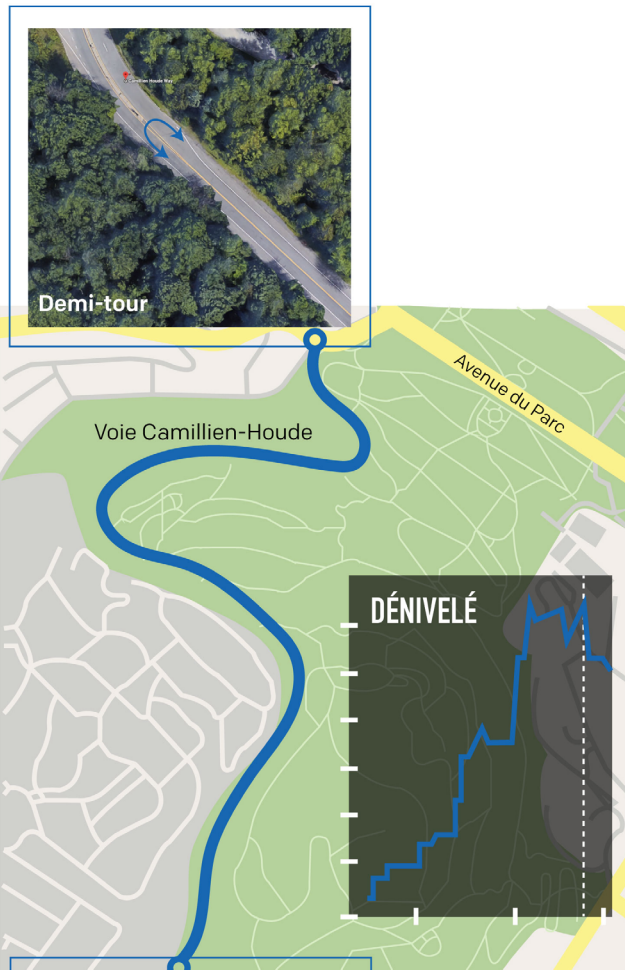 Camillien Houde Way
Demi-tour
Avenue du Parc
Voie Camillien-Houde
DÉNIVELÉ